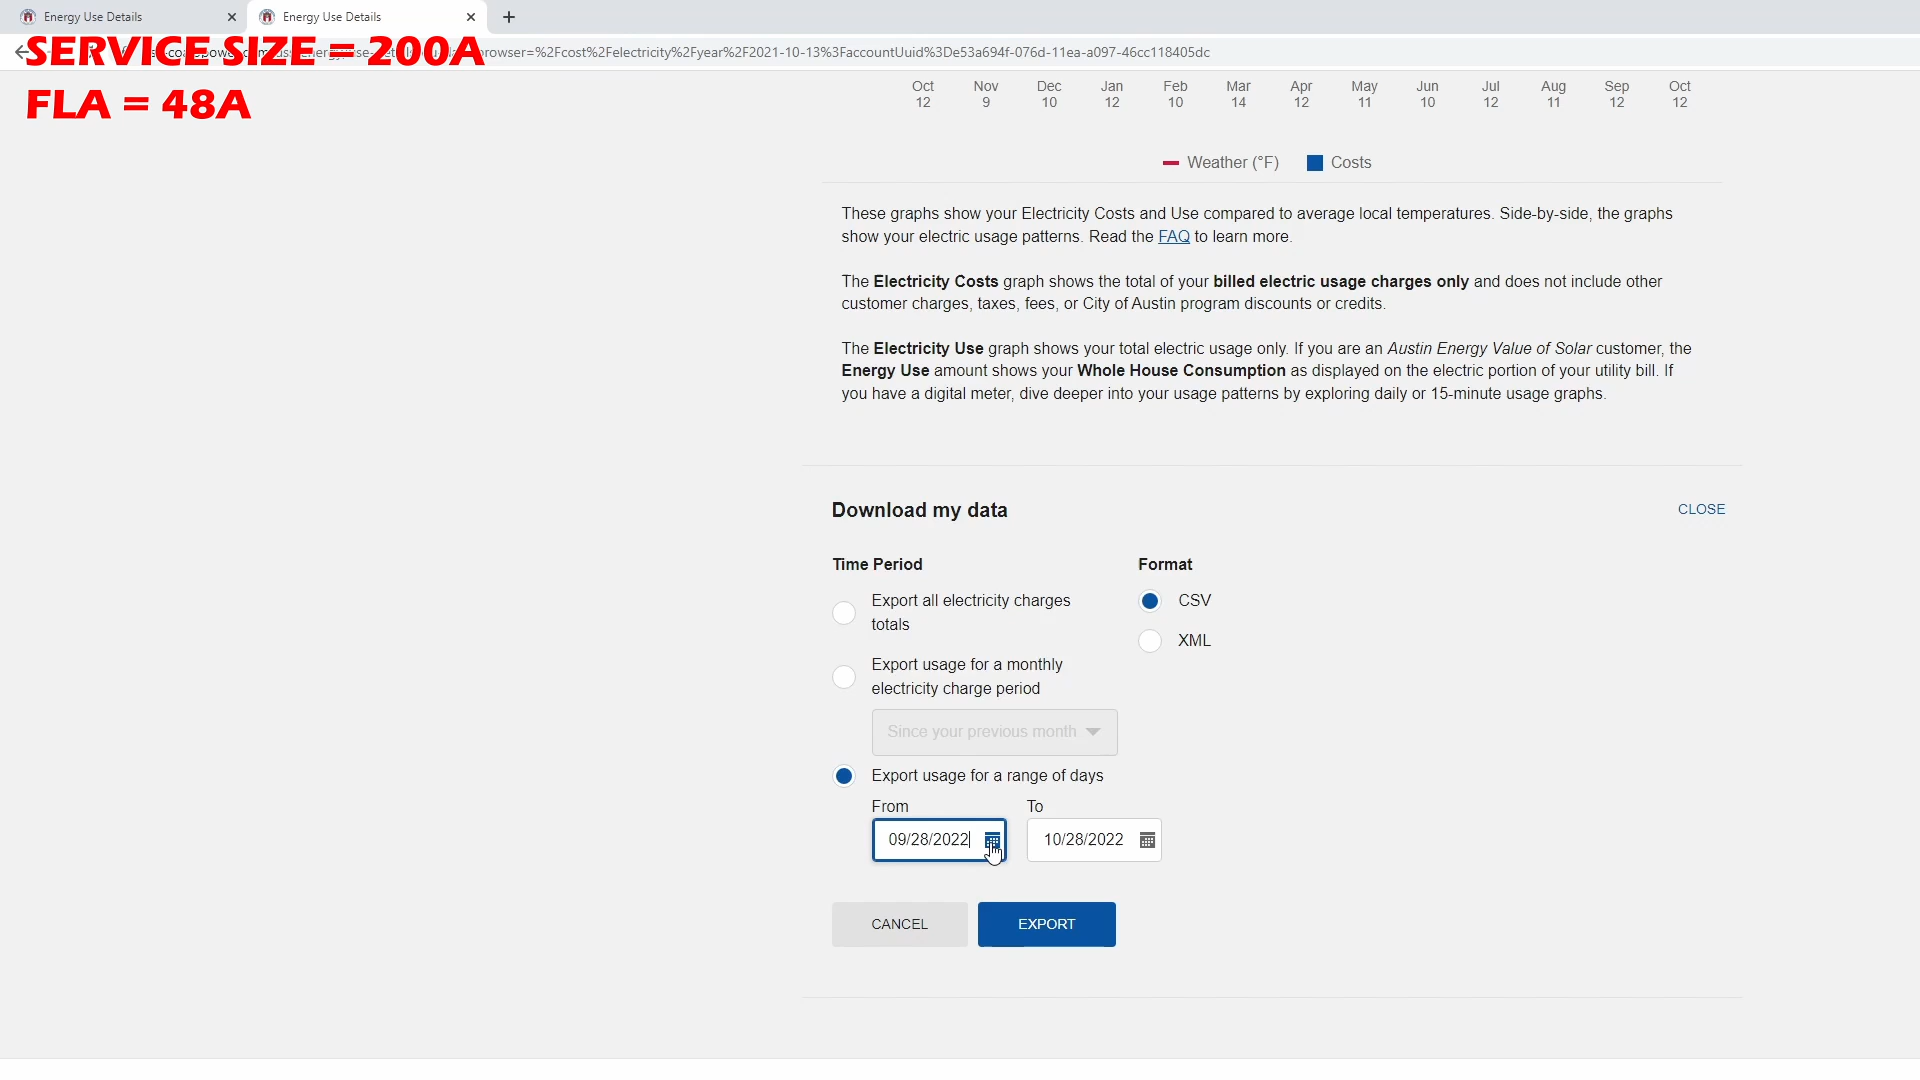 Energy Use Details
Energy Use Details
SERVICE SIZE = 200A
browser=%2Fcost%2Felectricity%2Fyear%2F2021-10-13%3FaccountUuid%3De53a694f-076d-11ea-a097-46cc118405dc
FLA = 48A
Oct Nov Dec Jan Feb Mar Apr May Jun Jul Aug Sep Oct
12 9 10 12 10 14 12 11 10 12 11 12 12
Weather (°F) Costs
These graphs show your Electricity Costs and Use compared to average local temperatures. Side-by-side, the graphs
show your electric usage patterns. Read the FAQ to learn more.
The Electricity Costs graph shows the total of your billed electric usage charges only and does not include other
customer charges, taxes, fees, or City of Austin program discounts or credits.
The Electricity Use graph shows your total electric usage only. If you are an Austin Energy Value of Solar customer, the
Energy Use amount shows your Whole House Consumption as displayed on the electric portion of your utility bill. If
you have a digital meter, dive deeper into your usage patterns by exploring daily or 15-minute usage graphs.
Download my data
CLOSE
Time Period
Format
Export all electricity charges
totals
CSV
XML
Export usage for a monthly
electricity charge period
Since your previous month
Export usage for a range of days
From To
09/28/2022 10/28/2022
CANCEL EXPORT